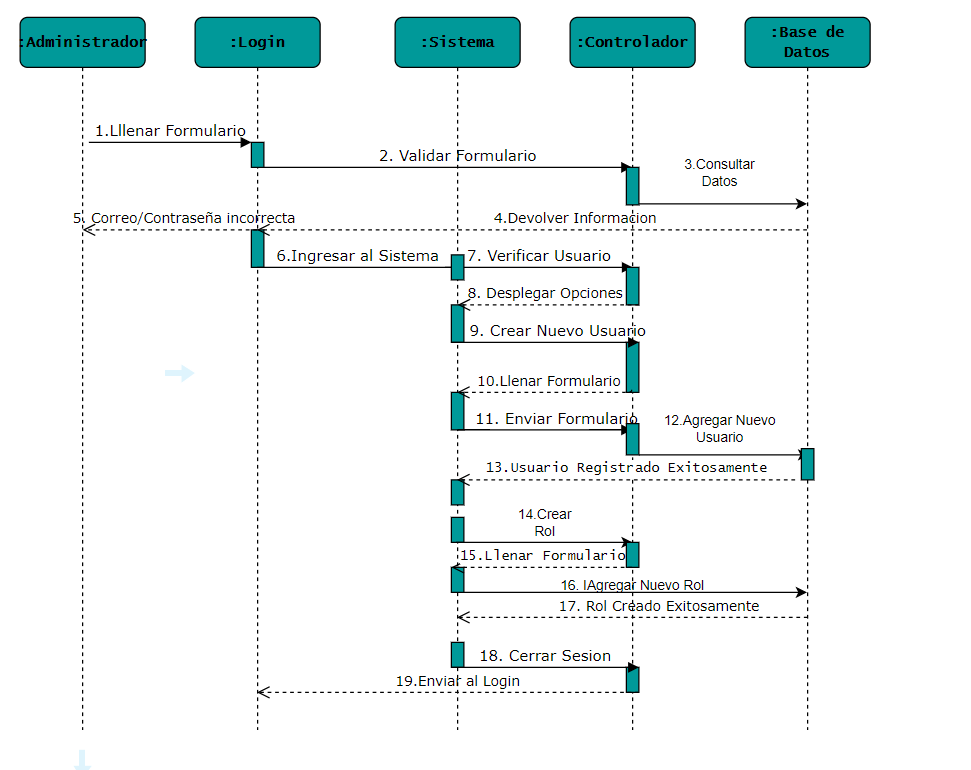 :Administrador
:Login
:Sistema
:Controlador
:Base de
Datos
1.Lllenar Formulario
2. Validar Formulario
3.Consultar
Datos
5. Correo/Contraseña incorrecta
4.Devolver Informacion
6.Ingresar al Sistema
7. Verificar Usuario
8. Desplegar Opciones
9. Crear Nuevo Usuario
10.Llenar Formulario
11. Enviar Formulario
12.Agregar Nuevo
Usuario
13.Usuario Registrado Exitosamente
14.Crear
Rol
15.Llenar Formulario
16. lAgregar Nuevo Rol
17. Rol Creado Exitosamente
18. Cerrar Sesion
19.Enviar al Login